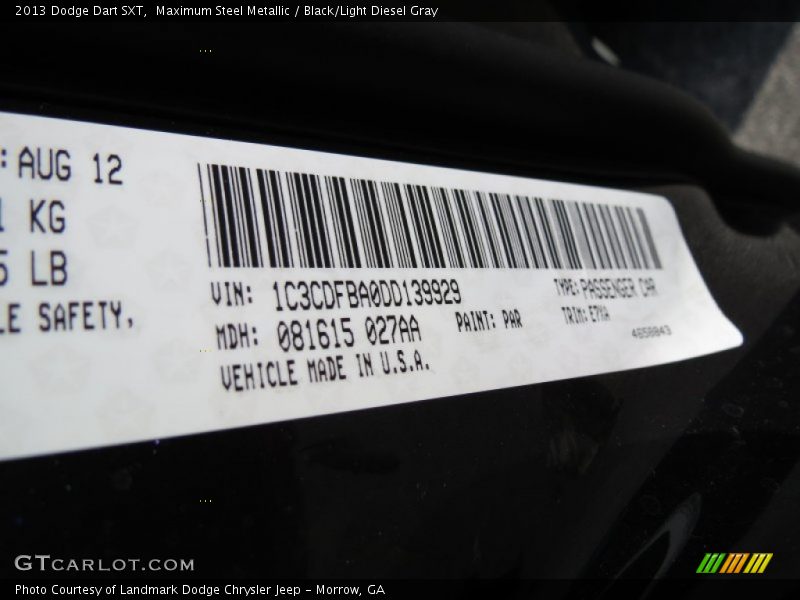 2013 Dodge Dart SXT,  Maximum Steel Metallic / Black/Light Diesel Gray
: AUG 12
KG
LB
LE SAFETY,
VIN: 1C3CDFBA0DD139929
TYPE: PASSENGER CAR
MDH: 081615 027AA
PAINT: PAR
TRIM: E7XA
VEHICLE MADE IN U.S.A.
4658843
GTCARLOT.COM
Photo Courtesy of Landmark Dodge Chrysler Jeep - Morrow, GA